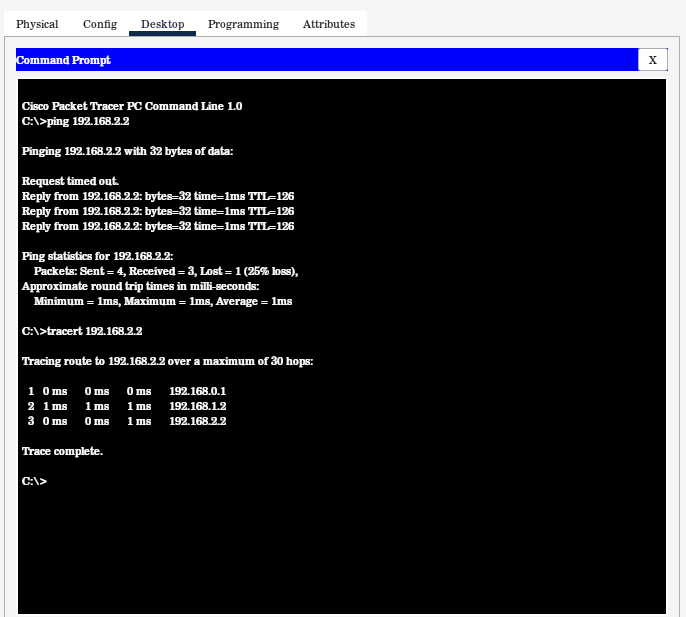 Physical Config Desktop Programming Attributes
Command Prompt X
Cisco Packet Tracer PC Command Line 1.0
C:\>ping 192.168.2.2
Pinging 192.168.2.2 with 32 bytes of data:
Request timed out.
Reply from 192.168.2.2: bytes=32 time=1ms TTL=126
Reply from 192.168.2.2: bytes=32 time=1ms TTL=126
Reply from 192.168.2.2: bytes=32 time=1ms TTL=126
Ping statistics for 192.168.2.2:
Packets: Sent = 4, Received = 3, Lost = 1 (25% loss),
Approximate round trip times in milli-seconds:
Minimum = 1ms, Maximum = 1ms, Average = 1ms
C:\>tracert 192.168.2.2
Tracing route to 192.168.2.2 over a maximum of 30 hops:
1 0 ms 0 ms 0 ms 192.168.0.1
2 1 ms 1 ms 1 ms 192.168.1.2
3 0 ms 0 ms 1 ms 192.168.2.2
Trace complete.
C:\>